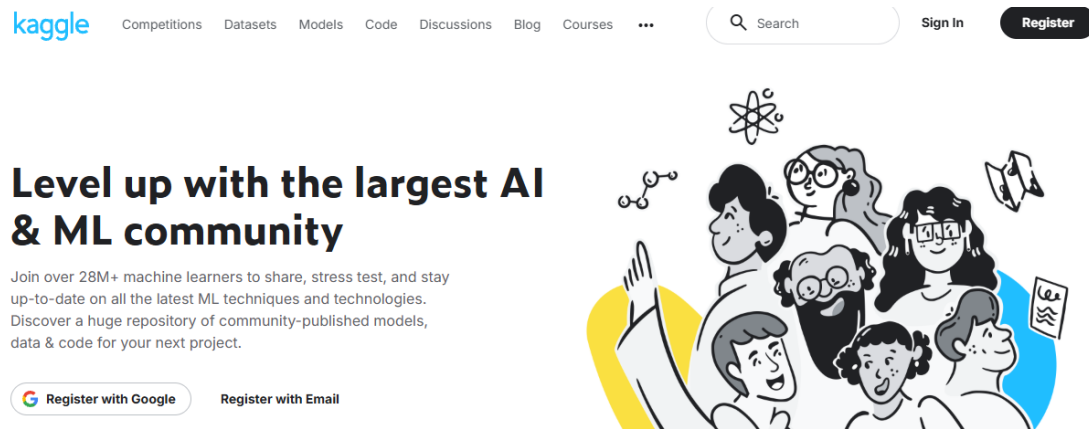 kaggle Competitions Datasets Models Code Discussions Blog Courses ••• Search Sign In Register
Level up with the largest AI
& ML community
Join over 28M+ machine learners to share, stress test, and stay
up-to-date on all the latest ML techniques and technologies.
Discover a huge repository of community-published models,
data & code for your next project.
Register with Google Register with Email